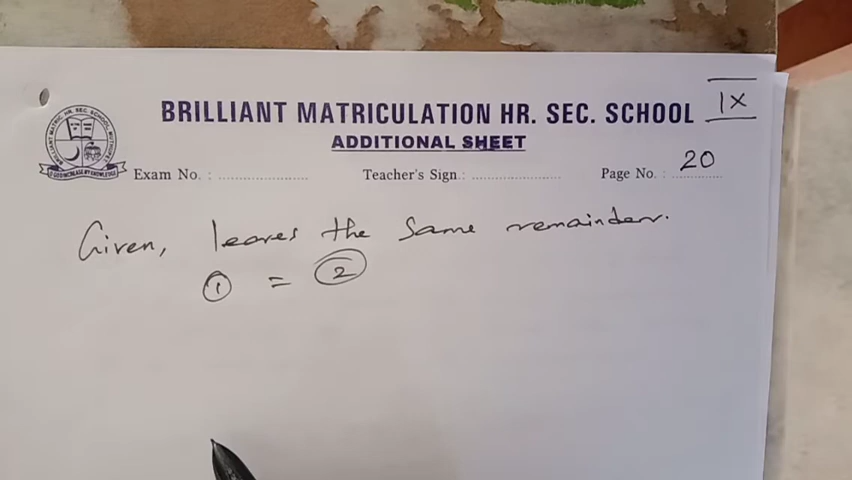 IX
BRILLIANT MATRICULATION HR. SEC. SCHOOL
ADDITIONAL SHEET
Exam No. : ........................ Teacher's Sign : ........................ Page No. : 20
Given, leaves the same remainder.
① = ②